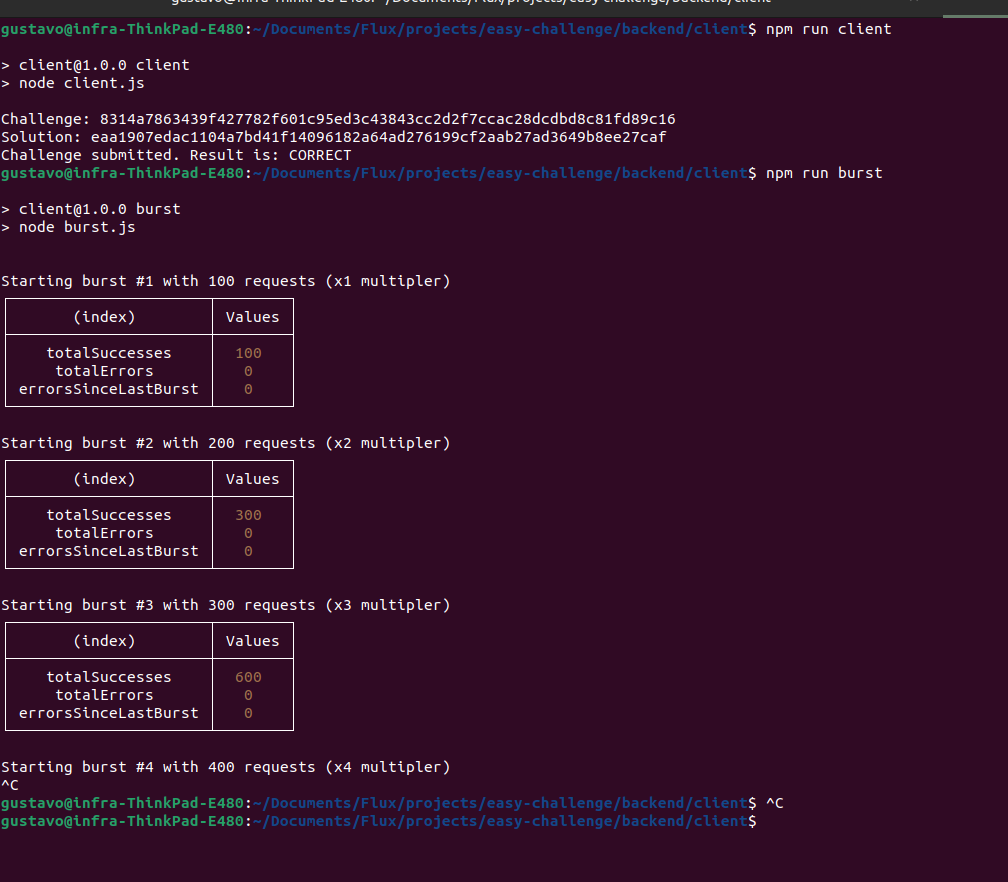 gustavo@infra-ThinkPad-E480: ~/Documents/Flux/projects/easy-challenge/backend/client
gustavo@infra-ThinkPad-E480:~/Documents/Flux/projects/easy-challenge/backend/client$ npm run client
> client@1.0.0 client
> node client.js
Challenge: 8314a7863439f427782f601c95ed3c43843cc2d2f7ccac28dcdbd8c81fd89c16
Solution: eaa1907edac1104a7bd41f14096182a64ad276199cf2aab27ad3649b8ee27caf
Challenge submitted. Result is: CORRECT
gustavo@infra-ThinkPad-E480:~/Documents/Flux/projects/easy-challenge/backend/client$ npm run burst
> client@1.0.0 burst
> node burst.js
Starting burst #1 with 100 requests (x1 multipler)
(index) Values
totalSuccesses 100
totalErrors 0
errorsSinceLastBurst 0
Starting burst #2 with 200 requests (x2 multipler)
(index) Values
totalSuccesses 300
totalErrors 0
errorsSinceLastBurst 0
Starting burst #3 with 300 requests (x3 multipler)
(index) Values
totalSuccesses 600
totalErrors 0
errorsSinceLastBurst 0
Starting burst #4 with 400 requests (x4 multipler)
^C
gustavo@infra-ThinkPad-E480:~/Documents/Flux/projects/easy-challenge/backend/client$ ^C
gustavo@infra-ThinkPad-E480:~/Documents/Flux/projects/easy-challenge/backend/client$